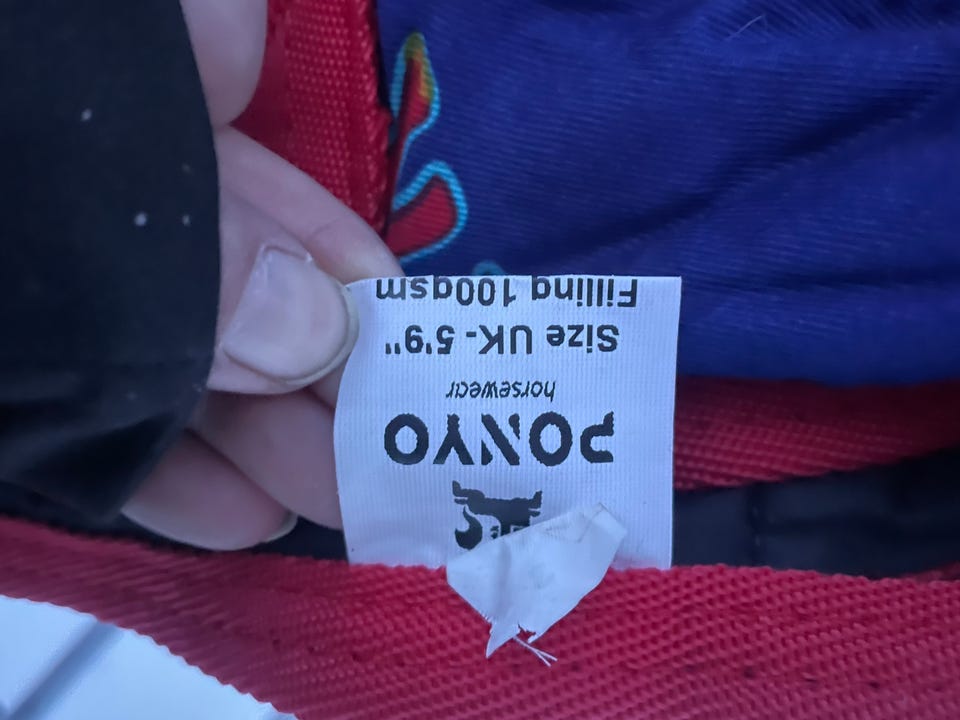 PONYO
horsewear
Size UK- 5'9"
Filling 100gsm